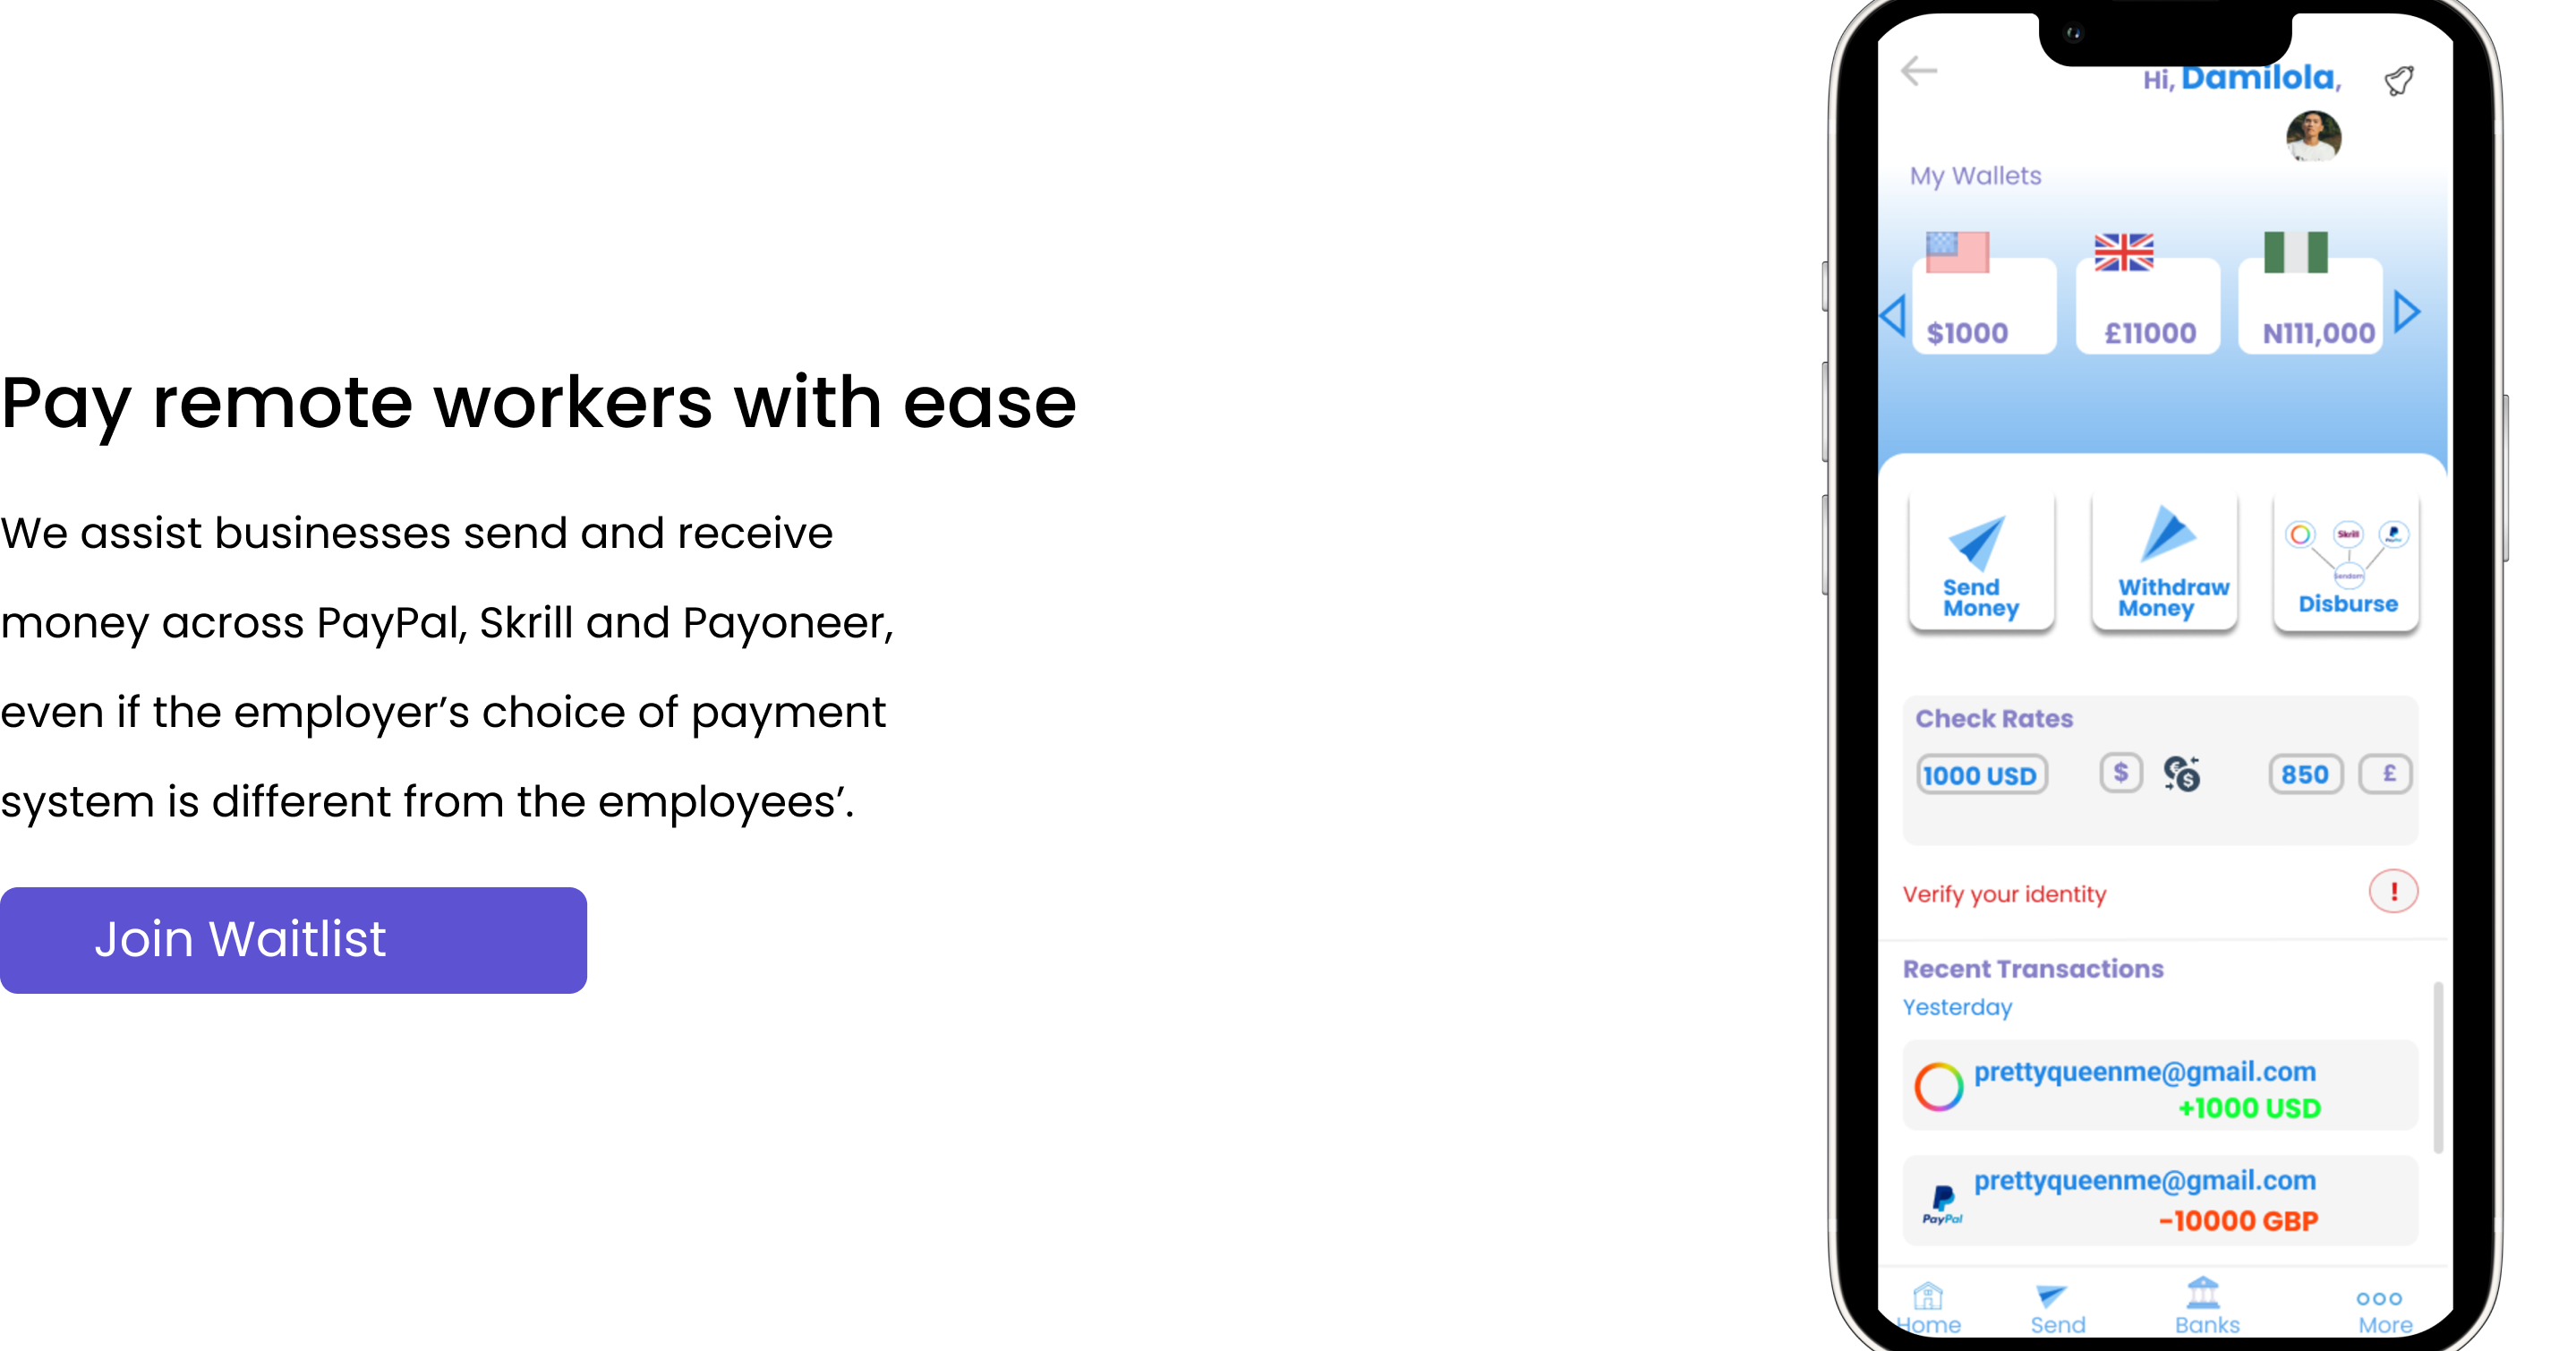 Pay remote workers with ease
We assist businesses send and receive
money across PayPal, Skrill and Payoneer,
even if the employer’s choice of payment
system is different from the employees’.
Join Waitlist
Hi, Damilola,
My Wallets
$1000
£11000
N111,000
Send
Money
Withdraw
Money
Skrill
PayPal
Sendam
Disburse
Check Rates
1000 USD
$
850
£
Verify your identity
!
Recent Transactions
Yesterday
prettyqueenme@gmail.com
+1000 USD
prettyqueenme@gmail.com
PayPal
-10000 GBP
Home
Send
Banks
More